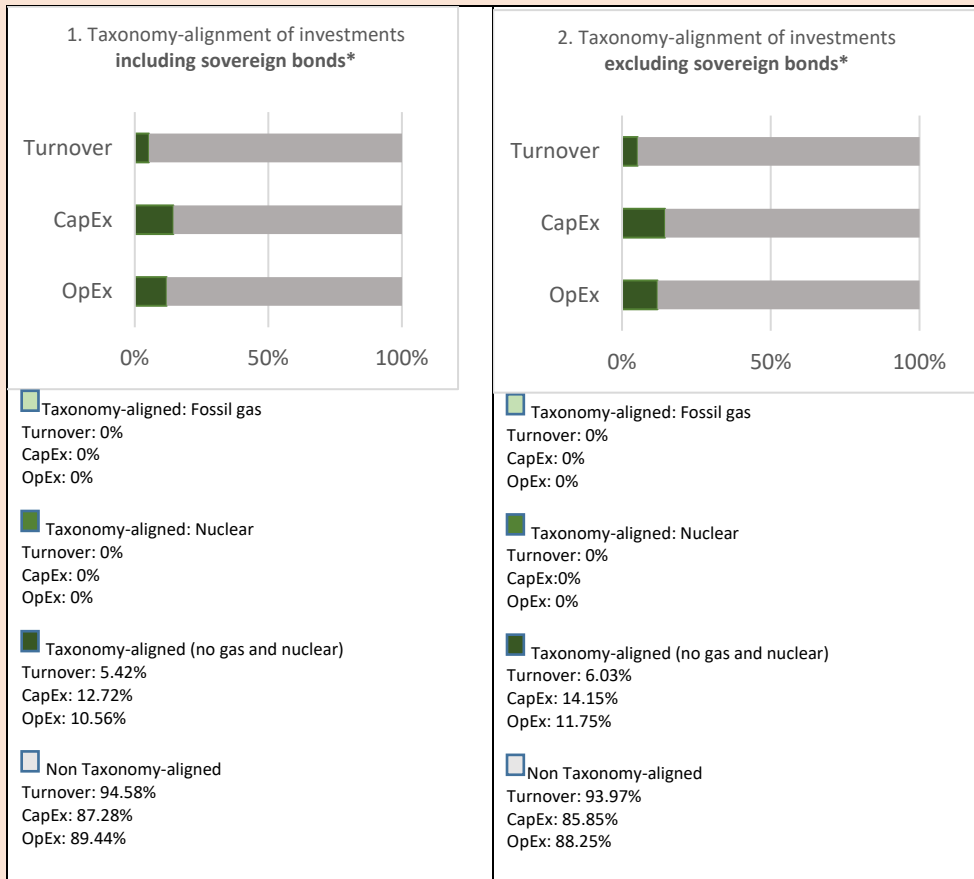 1. Taxonomy-alignment of investments
including sovereign bonds*
Turnover
CapEx
OpEx
0%
50%
100%
Taxonomy-aligned: Fossil gas
Turnover: 0%
CapEx: 0%
OpEx: 0%
Taxonomy-aligned: Nuclear
Turnover: 0%
CapEx: 0%
OpEx: 0%
Taxonomy-aligned (no gas and nuclear)
Turnover: 5.42%
CapEx: 12.72%
OpEx: 10.56%
Non Taxonomy-aligned
Turnover: 94.58%
CapEx: 87.28%
OpEx: 89.44%
2. Taxonomy-alignment of investments
excluding sovereign bonds*
Turnover
CapEx
OpEx
0%
50%
100%
Taxonomy-aligned: Fossil gas
Turnover: 0%
CapEx: 0%
OpEx: 0%
Taxonomy-aligned: Nuclear
Turnover: 0%
CapEx:0%
OpEx: 0%
Taxonomy-aligned (no gas and nuclear)
Turnover: 6.03%
CapEx: 14.15%
OpEx: 11.75%
Non Taxonomy-aligned
Turnover: 93.97%
CapEx: 85.85%
OpEx: 88.25%